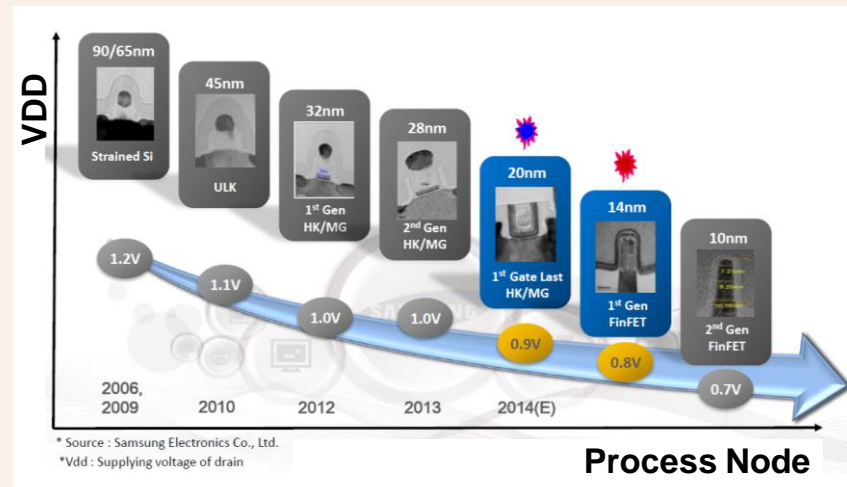 VDD
90/65nm
Strained Si
45nm
ULK
32nm
1st Gen
HK/MG
28nm
2nd Gen
HK/MG
20nm
1st Gate Last
HK/MG
14nm
1st Gen
FinFET
10nm
2nd Gen
FinFET
1.2V
1.1V
1.0V
1.0V
0.9V
0.8V
0.7V
SAMSUNG
2006,
2009
2010
2012
2013
2014(E)
* Source : Samsung Electronics Co., Ltd.
*Vdd : Supplying voltage of drain
Process Node